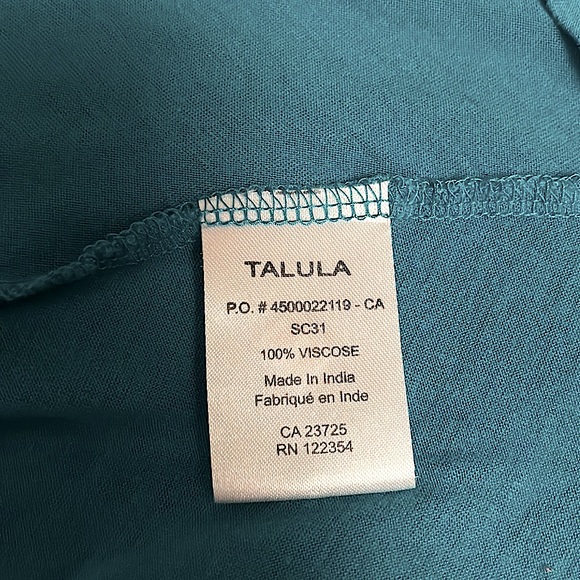 TALULA
P.O. # 4500022119 - CA
SC31
100% VISCOSE
Made In India
Fabriqué en Inde
CA 23725
RN 122354